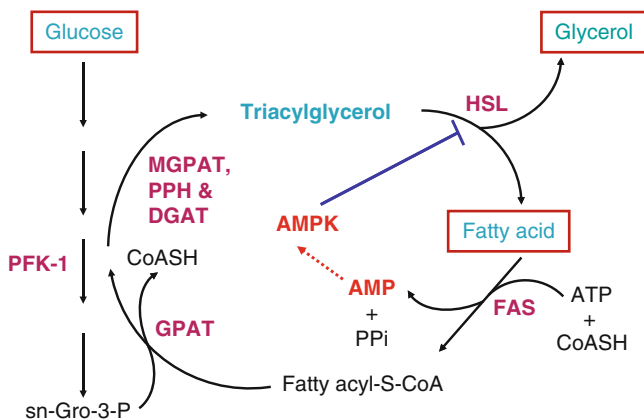 Glucose
Glycerol
HSL
Triacylglycerol
MGPAT,
PPH &
DGAT
AMPK
Fatty acid
PFK-1
CoASH
AMP
+
PPi
FAS
ATP
+
CoASH
GPAT
Fatty acyl-S-CoA
sn-Gro-3-P